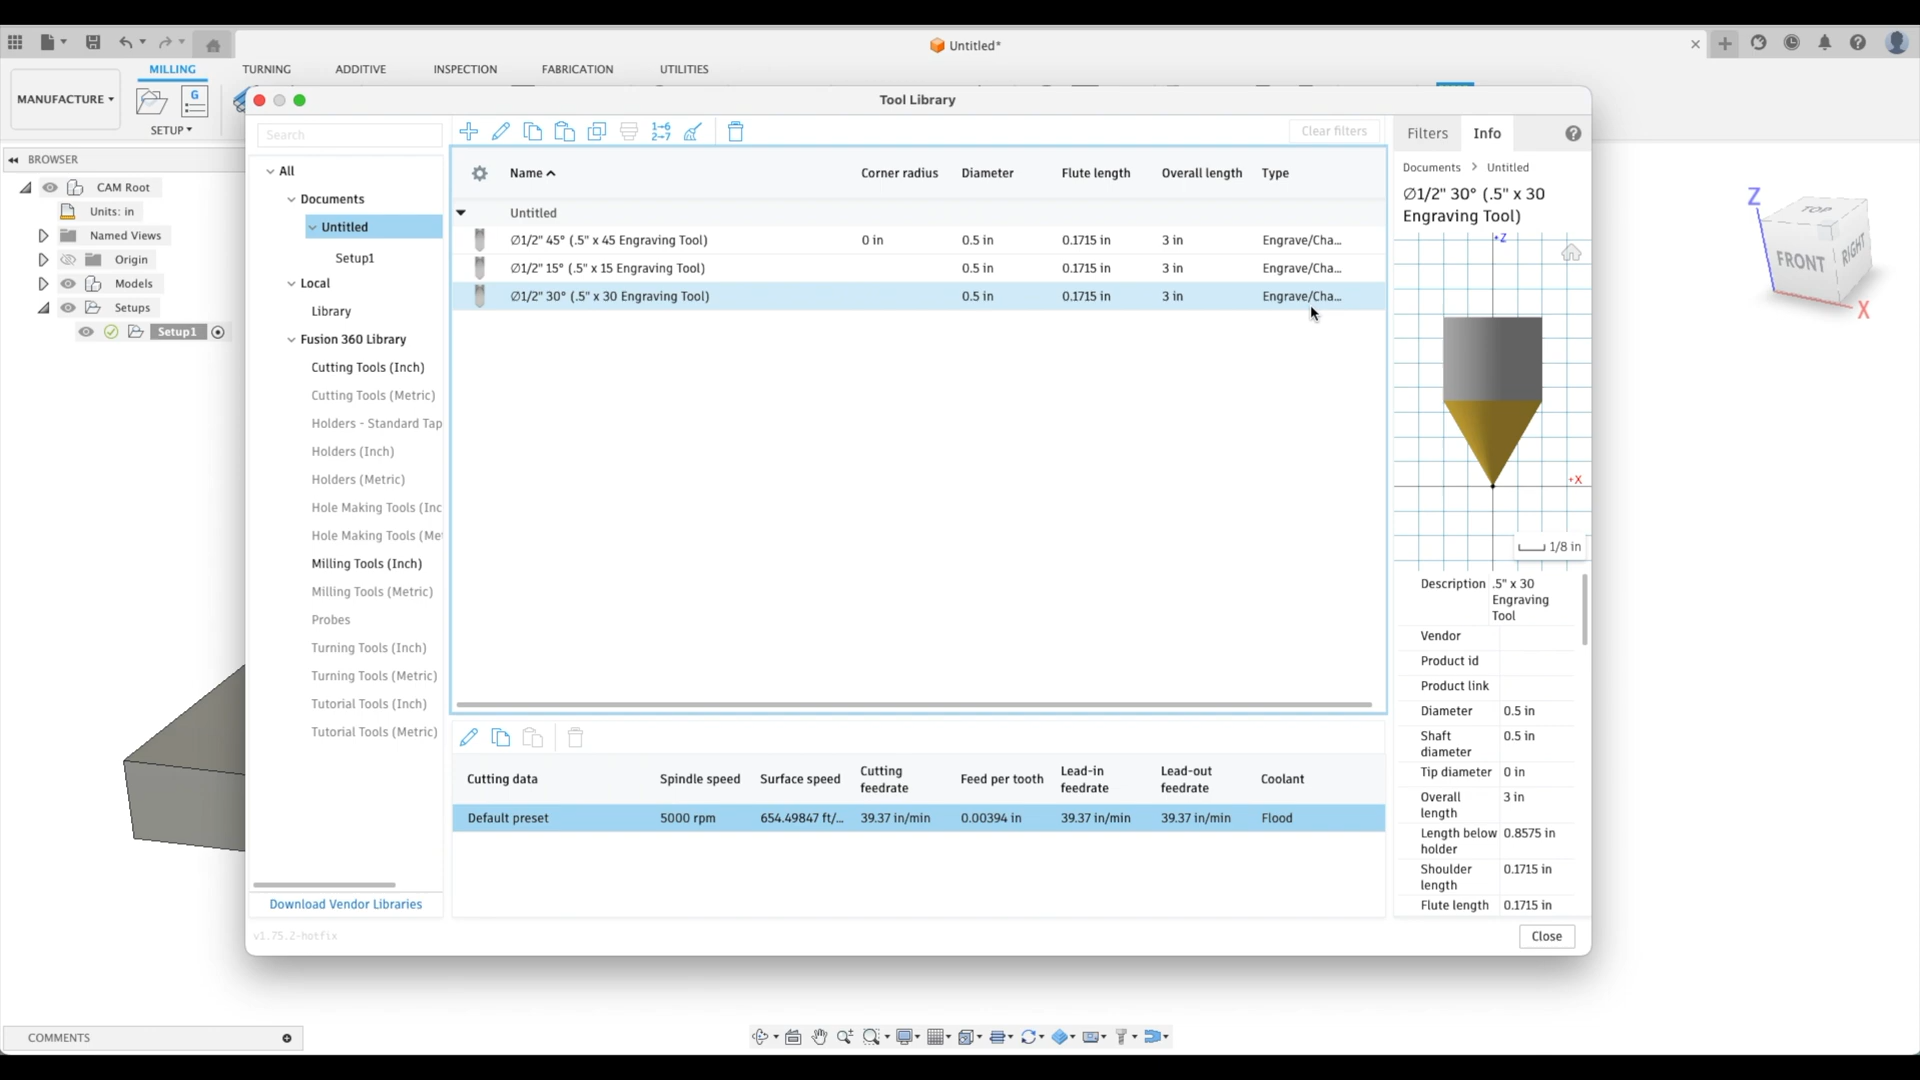 Untitled*
MILLING
TURNING
ADDITIVE
INSPECTION
FABRICATION
UTILITIES
MANUFACTURE
G
SETUP
Tool Library
BROWSER
CAM Root
Units: in
Named Views
Origin
Models
Setups
Setup1
Search
All
Documents
Untitled
Setup1
Local
Library
Fusion 360 Library
Cutting Tools (Inch)
Cutting Tools (Metric)
Holders - Standard Tap
Holders (Inch)
Holders (Metric)
Hole Making Tools (Inc
Hole Making Tools (Me
Milling Tools (Inch)
Milling Tools (Metric)
Probes
Turning Tools (Inch)
Turning Tools (Metric)
Tutorial Tools (Inch)
Tutorial Tools (Metric)
Download Vendor Libraries
v1.75.2-hotfix
1→6
2→7
Clear filters
Name Corner radius Diameter Flute length Overall length Type
Untitled
∅1/2" 45° (.5" x 45 Engraving Tool) 0 in 0.5 in 0.1715 in 3 in Engrave/Cha...
∅1/2" 15° (.5" x 15 Engraving Tool) 0.5 in 0.1715 in 3 in Engrave/Cha...
∅1/2" 30° (.5" x 30 Engraving Tool) 0.5 in 0.1715 in 3 in Engrave/Cha...
Cutting data Spindle speed Surface speed Cutting feedrate Feed per tooth Lead-in feedrate Lead-out feedrate Coolant
Default preset 5000 rpm 654.49847 ft/... 39.37 in/min 0.00394 in 39.37 in/min 39.37 in/min Flood
Filters Info
Documents > Untitled
∅1/2" 30° (.5" x 30
Engraving Tool)
+Z
+X
1/8 in
Description .5" x 30
Engraving
Tool
Vendor
Product id
Product link
Diameter 0.5 in
Shaft diameter 0.5 in
Tip diameter 0 in
Overall length 3 in
Length below holder 0.8575 in
Shoulder length 0.1715 in
Flute length 0.1715 in
Close
Z
TOP
FRONT
RIGHT
X
COMMENTS